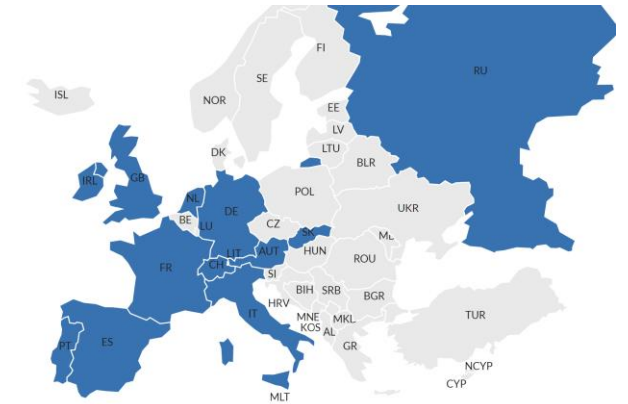 FI
RU
SE
ISL
NOR
EE
LV
DK
LTU
BLR
IRL
GB
POL
NL
DE
UKR
BE
LU
CZ
SK
ML
LIT
AUT
HUN
ROU
FR
CH
SI
BIH
SRB
BGR
HRV
IT
MNE
MKL
TUR
KOS
AL
PT
ES
GR
NCYP
CYP
MLT